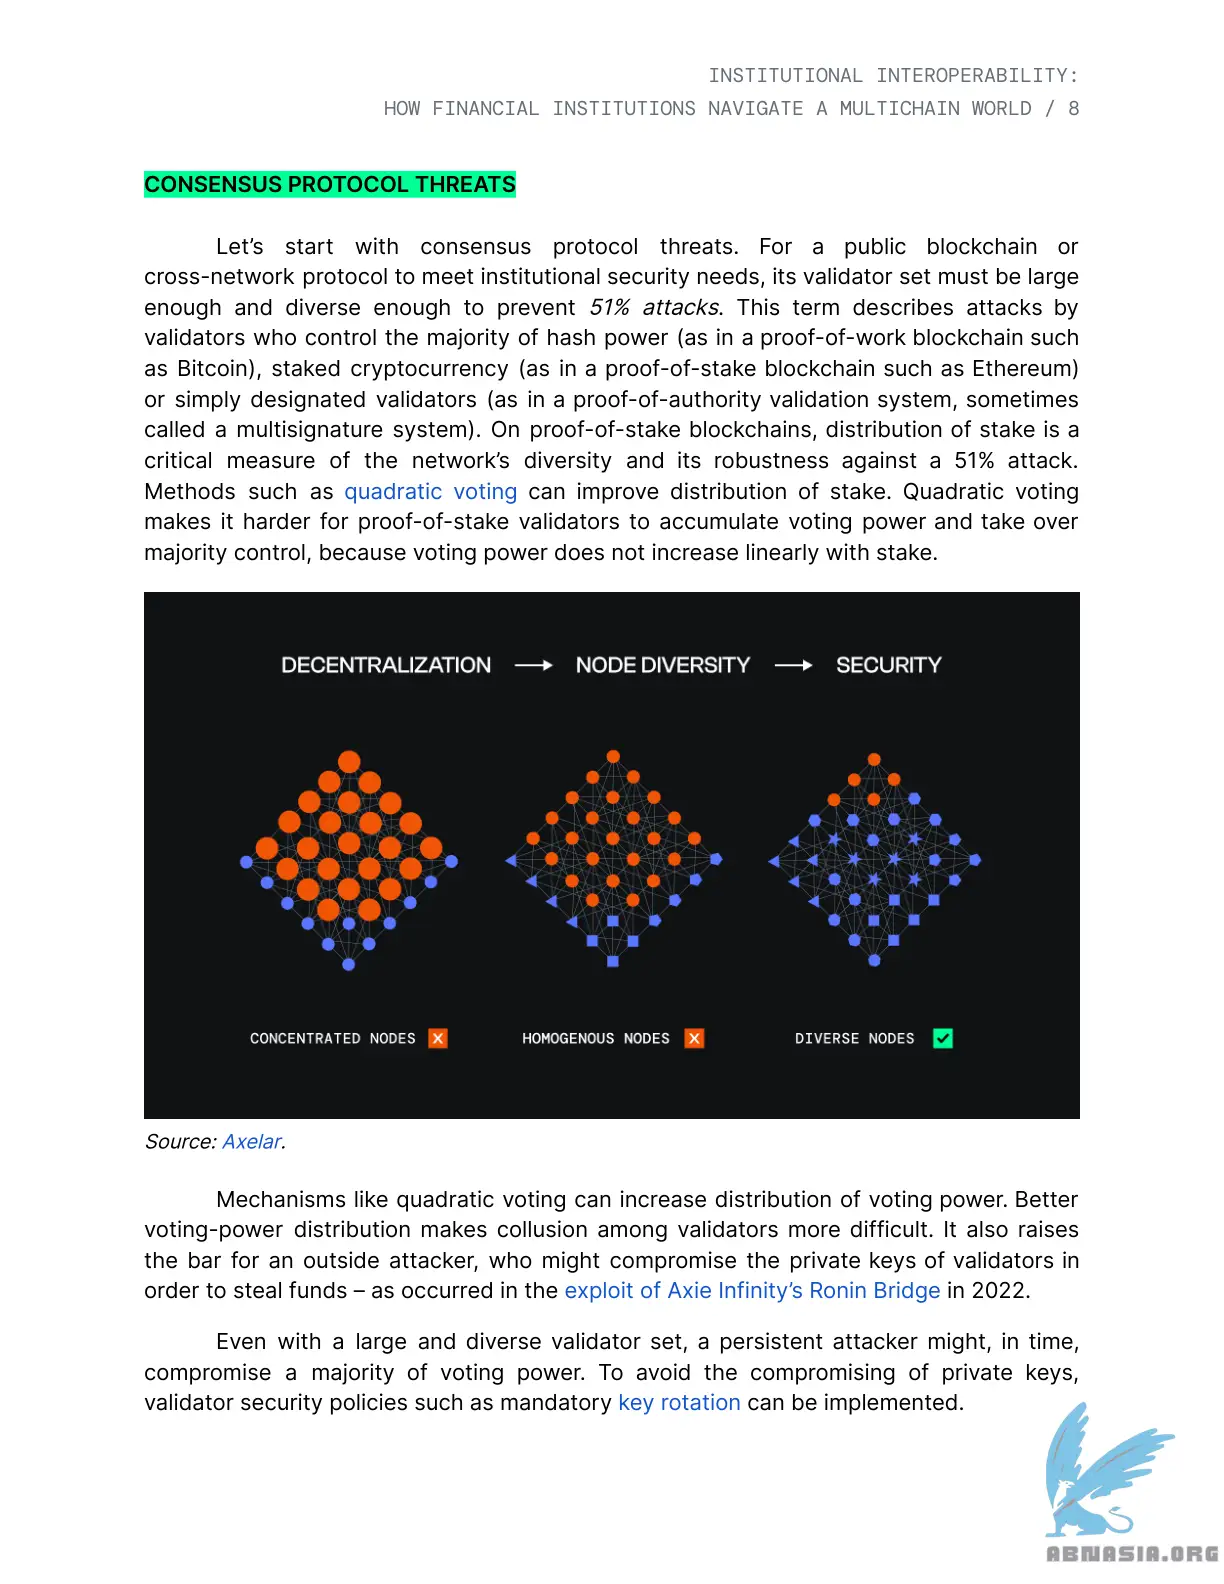 INSTITUTIONAL INTEROPERABILITY:
HOW FINANCIAL INSTITUTIONS NAVIGATE A MULTICHAIN WORLD / 8
CONSENSUS PROTOCOL THREATS
Let’s start with consensus protocol threats. For a public blockchain or
cross-network protocol to meet institutional security needs, its validator set must be large
enough and diverse enough to prevent 51% attacks. This term describes attacks by
validators who control the majority of hash power (as in a proof-of-work blockchain such
as Bitcoin), staked cryptocurrency (as in a proof-of-stake blockchain such as Ethereum)
or simply designated validators (as in a proof-of-authority validation system, sometimes
called a multisignature system). On proof-of-stake blockchains, distribution of stake is a
critical measure of the network’s diversity and its robustness against a 51% attack.
Methods such as quadratic voting can improve distribution of stake. Quadratic voting
makes it harder for proof-of-stake validators to accumulate voting power and take over
majority control, because voting power does not increase linearly with stake.
DECENTRALIZATION → NODE DIVERSITY → SECURITY
CONCENTRATED NODES X HOMOGENOUS NODES X DIVERSE NODES ✓
Source: Axelar.
Mechanisms like quadratic voting can increase distribution of voting power. Better
voting-power distribution makes collusion among validators more difficult. It also raises
the bar for an outside attacker, who might compromise the private keys of validators in
order to steal funds – as occurred in the exploit of Axie Infinity’s Ronin Bridge in 2022.
Even with a large and diverse validator set, a persistent attacker might, in time,
compromise a majority of voting power. To avoid the compromising of private keys,
validator security policies such as mandatory key rotation can be implemented.
ABNASIA.ORG